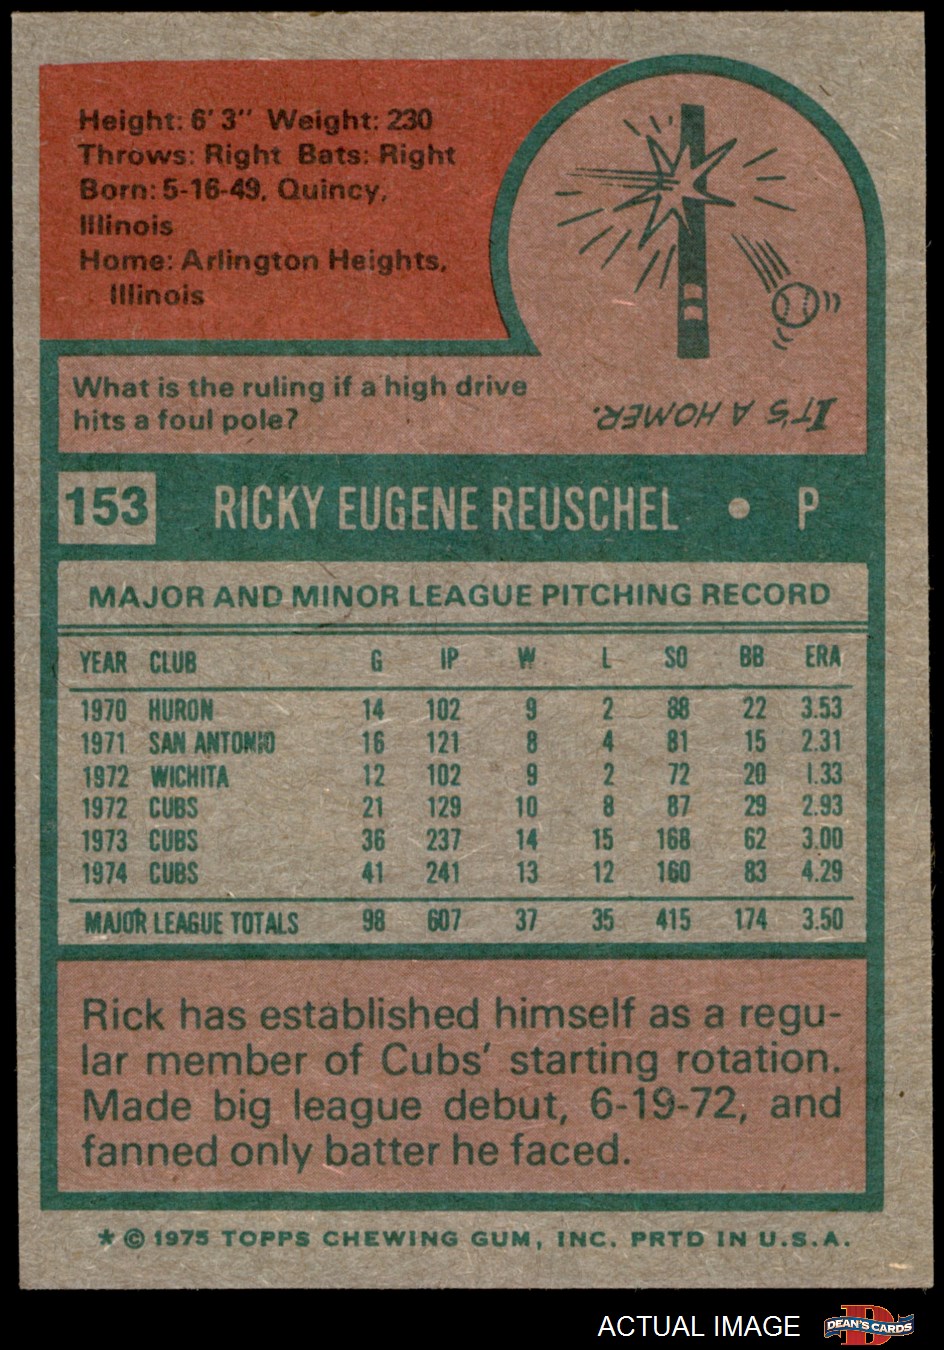 Height: 6' 3" Weight: 230
Throws: Right Bats: Right
Born: 5-16-49, Quincy,
Illinois
Home: Arlington Heights,
Illinois
What is the ruling if a high drive
hits a foul pole?
IT'S A HOMER.
153 RICKY EUGENE REUSCHEL • P
MAJOR AND MINOR LEAGUE PITCHING RECORD
YEAR CLUB G IP W L SO BB ERA
1970 HURON 14 102 9 2 88 22 3.53
1971 SAN ANTONIO 16 121 8 4 81 15 2.31
1972 WICHITA 12 102 9 2 72 20 1.33
1972 CUBS 21 129 10 8 87 29 2.93
1973 CUBS 36 237 14 15 168 62 3.00
1974 CUBS 41 241 13 12 160 83 4.29
MAJOR LEAGUE TOTALS 98 607 37 35 415 174 3.50
Rick has established himself as a regu-
lar member of Cubs' starting rotation.
Made big league debut, 6-19-72, and
fanned only batter he faced.
* © 1975 TOPPS CHEWING GUM, INC. PRTD IN U.S.A.
ACTUAL IMAGE D DEAN'S CARDS